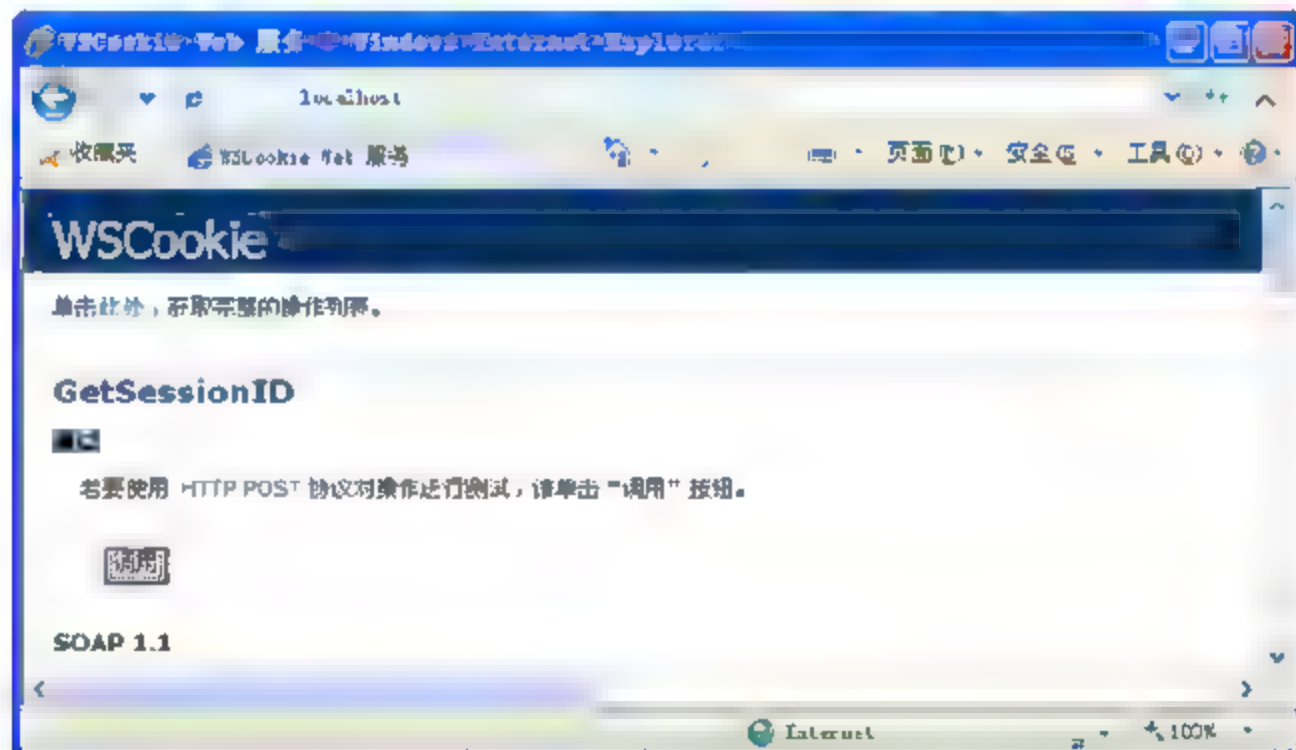 WSCookie Web 服务 - Windows Internet Explorer
localhost
收藏夹 WSCookie Web 服务 页面(P) 安全(S) 工具(O)
WSCookie
单击此处，获取完整的操作列表。
GetSessionID
测试
若要使用 HTTP POST 协议对操作进行测试，请单击"调用"按钮。
调用
SOAP 1.1
Internet 100%